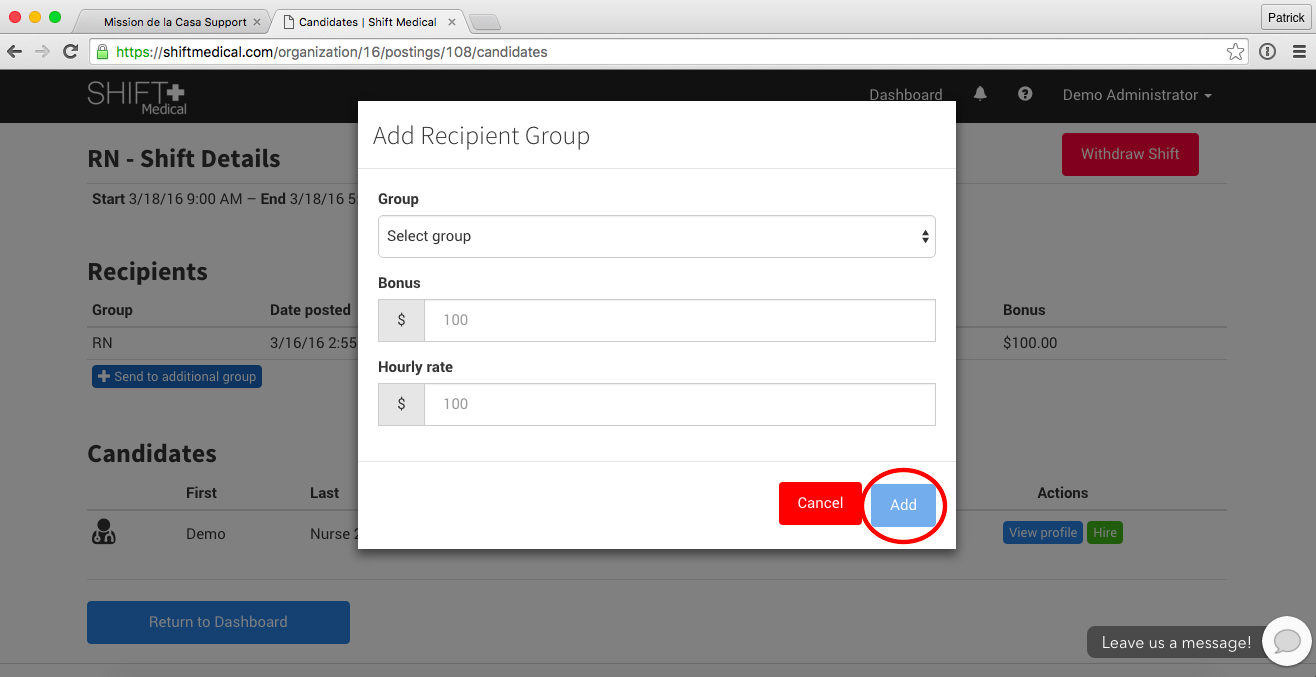 Mission de la Casa Support
Candidates | Shift Medical
Patrick
https://shiftmedical.com/organization/16/postings/108/candidates
SHIFT
Medical
Dashboard
Demo Administrator
Add Recipient Group
RN - Shift Details
Withdraw Shift
Start 3/18/16 9:00 AM – End 3/18/16 5
Group
Select group
Recipients
Bonus
Group Date posted Bonus
$ 100
RN 3/16/16 2:55 $100.00
Hourly rate
Send to additional group
$ 100
Candidates
First Last Actions
Cancel
Add
Demo Nurse 2
View profile Hire
Return to Dashboard
Leave us a message!